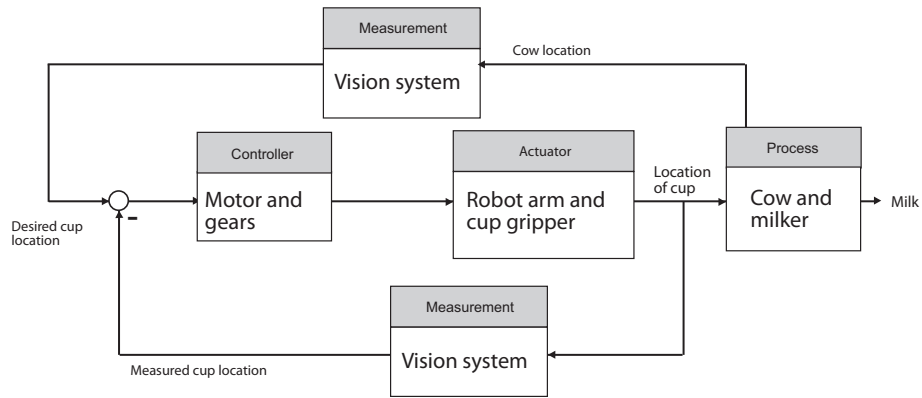 Measurement
Vision system
Cow location
Controller
Motor and
gears
Actuator
Robot arm and
cup gripper
Location
of cup
Process
Cow and
milker
Milk
-
Desired cup
location
Measurement
Vision system
Measured cup location